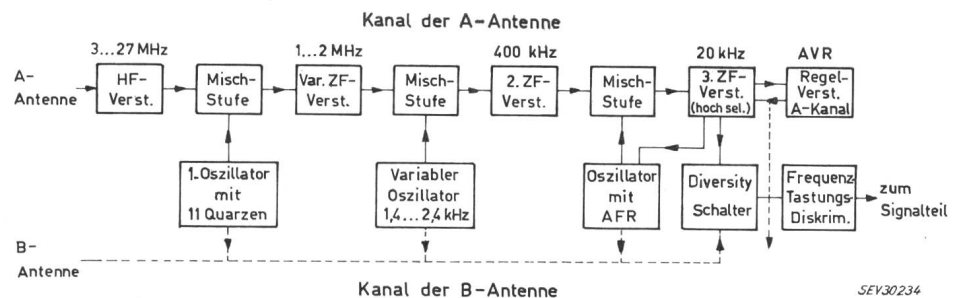 Kanal der A-Antenne
3...27 MHz
1...2 MHz
400 kHz
20 kHz
AVR
A-
Antenne
HF-
Verst.
Misch-
Stufe
Var. ZF-
Verst.
Misch-
Stufe
2. ZF-
Verst.
Misch-
Stufe
3. ZF-
Verst.
(hoch sel.)
Regel-
Verst.
A-Kanal
1. Oszillator
mit
11 Quarzen
Variabler
Oszillator
1,4...2,4 kHz
Oszillator
mit
AFR
Diversity
Schalter
Frequenz-
Tastungs-
Diskrim.
zum
Signalteil
B-
Antenne
Kanal der B-Antenne
SEV30234